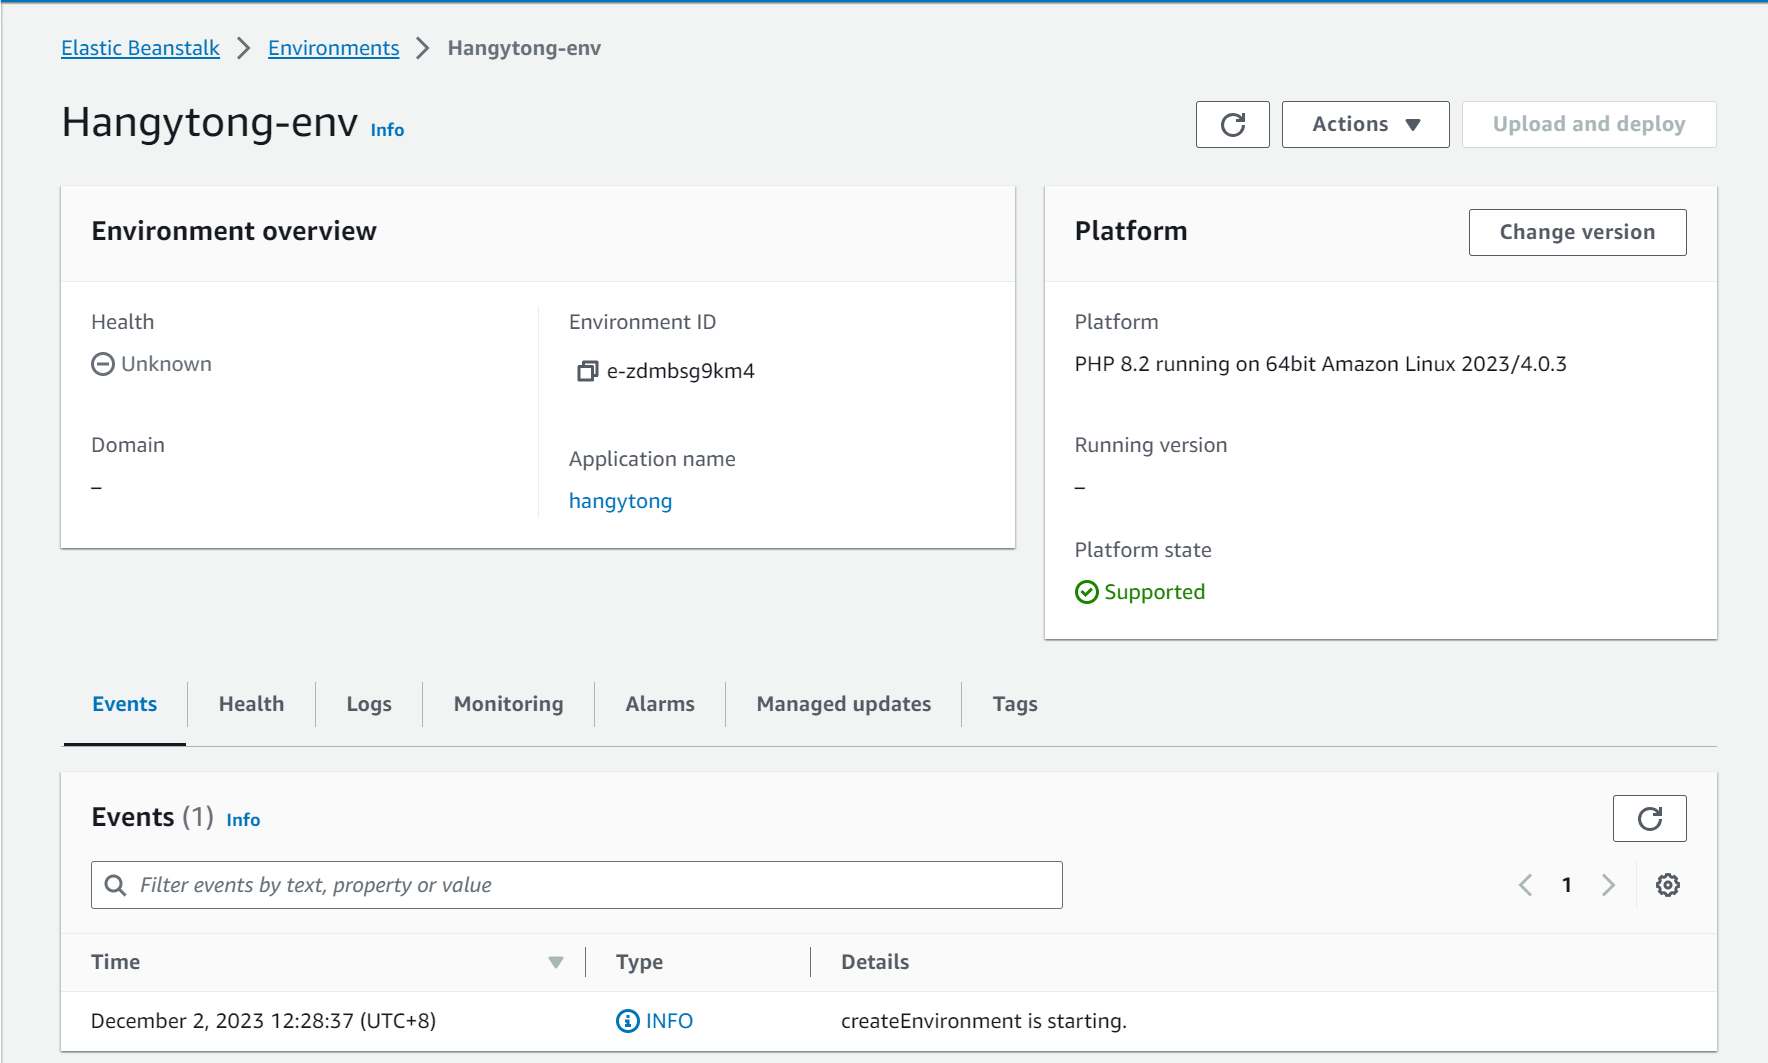 Elastic Beanstalk > Environments > Hangytong-env
Hangytong-env Info
Actions ▼
Upload and deploy
Environment overview
Health
Unknown
Domain
–
Environment ID
e-zdmbsg9km4
Application name
hangytong
Platform
Change version
Platform
PHP 8.2 running on 64bit Amazon Linux 2023/4.0.3
Running version
–
Platform state
Supported
Events Health Logs Monitoring Alarms Managed updates Tags
Events (1) Info
Filter events by text, property or value
1
Time Type Details
December 2, 2023 12:28:37 (UTC+8) INFO createEnvironment is starting.